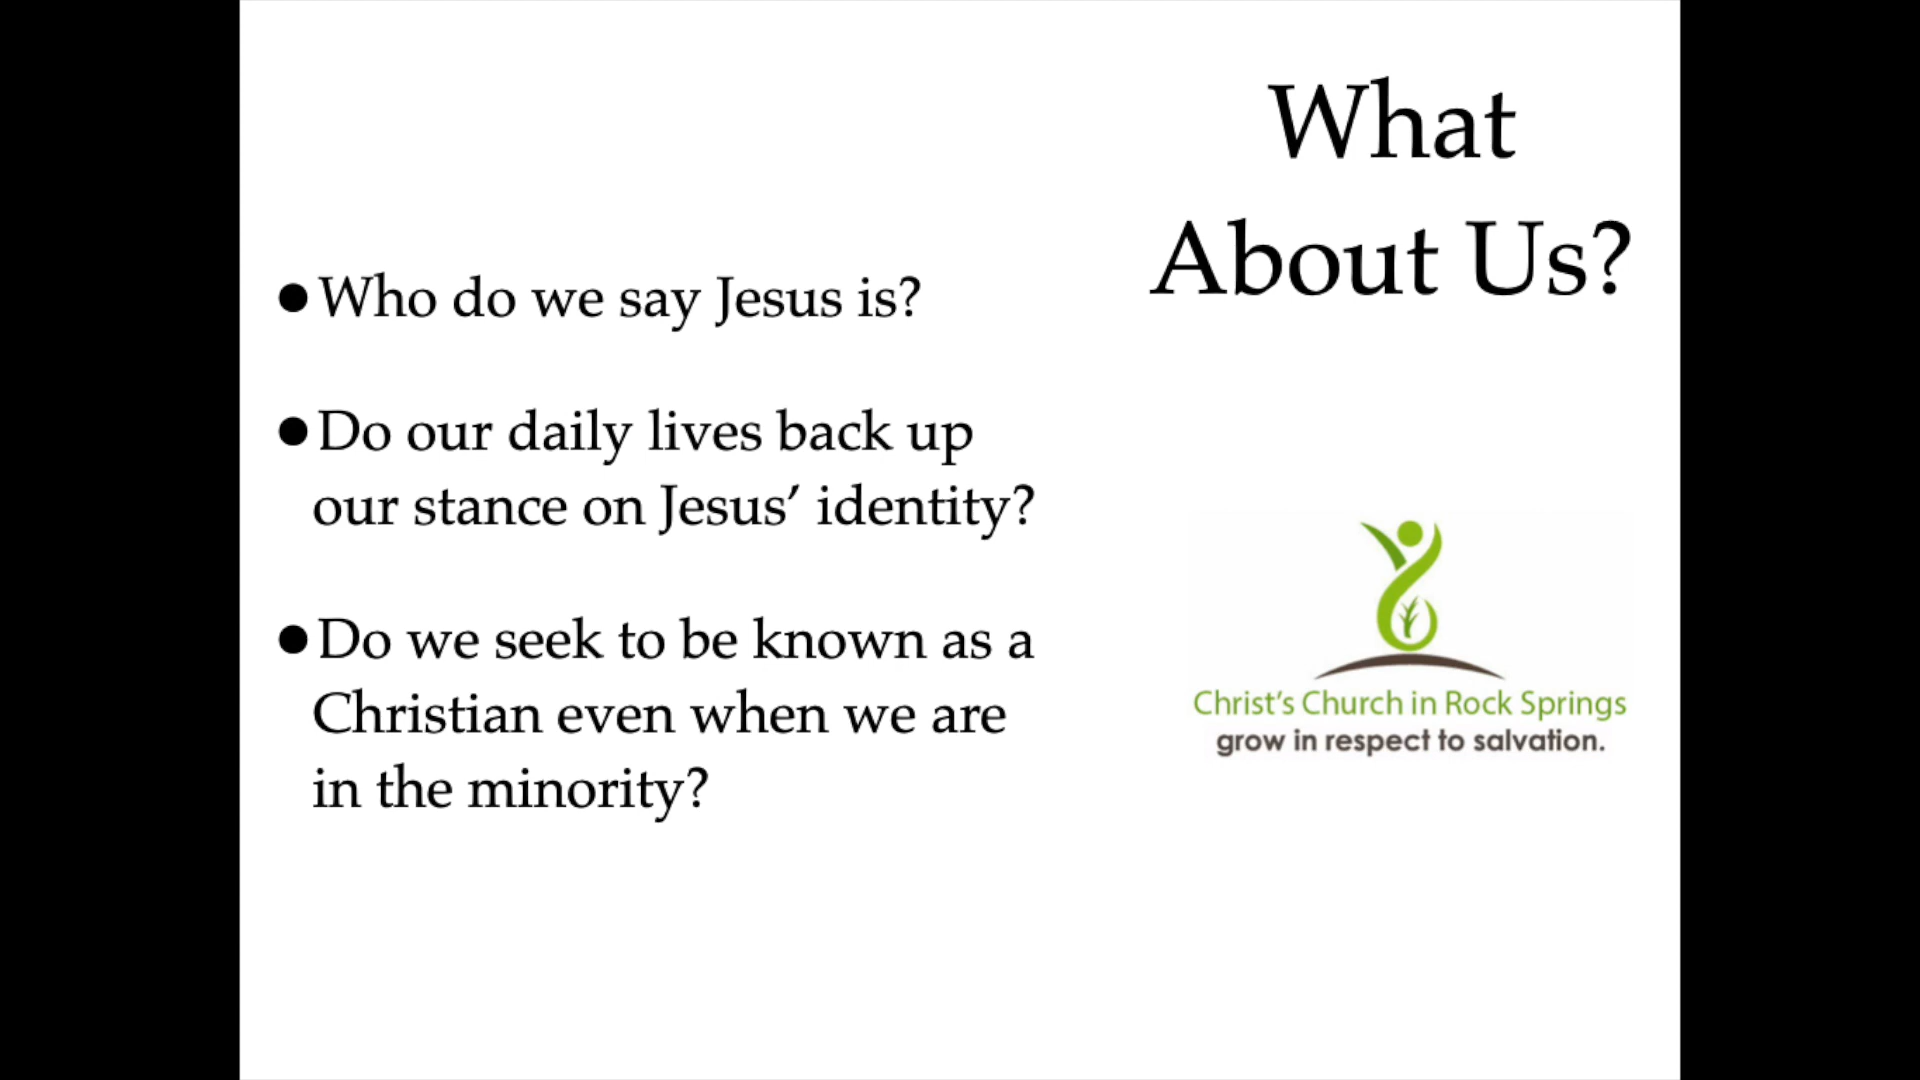 What
About Us?
●Who do we say Jesus is?
●Do our daily lives back up
our stance on Jesus’ identity?
●Do we seek to be known as a
Christian even when we are
in the minority?
Christ’s Church in Rock Springs
grow in respect to salvation.